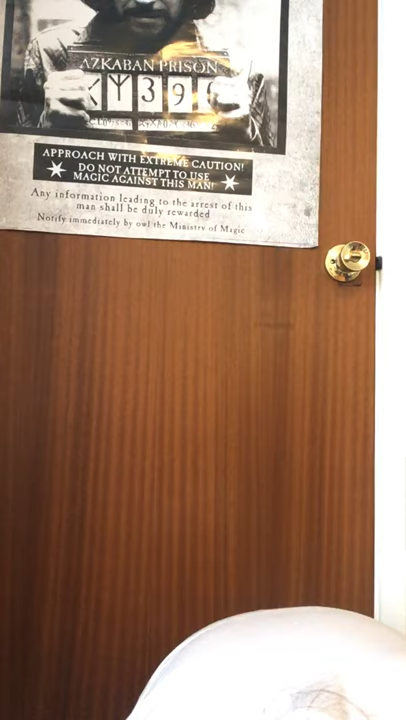 AZKABAN PRISON
APPROACH WITH EXTREME CAUTION!
DO NOT ATTEMPT TO USE
MAGIC AGAINST THIS MAN!
Any information leading to the arrest of this
man shall be duly rewarded
Notify immediately by owl the Ministry of Magic